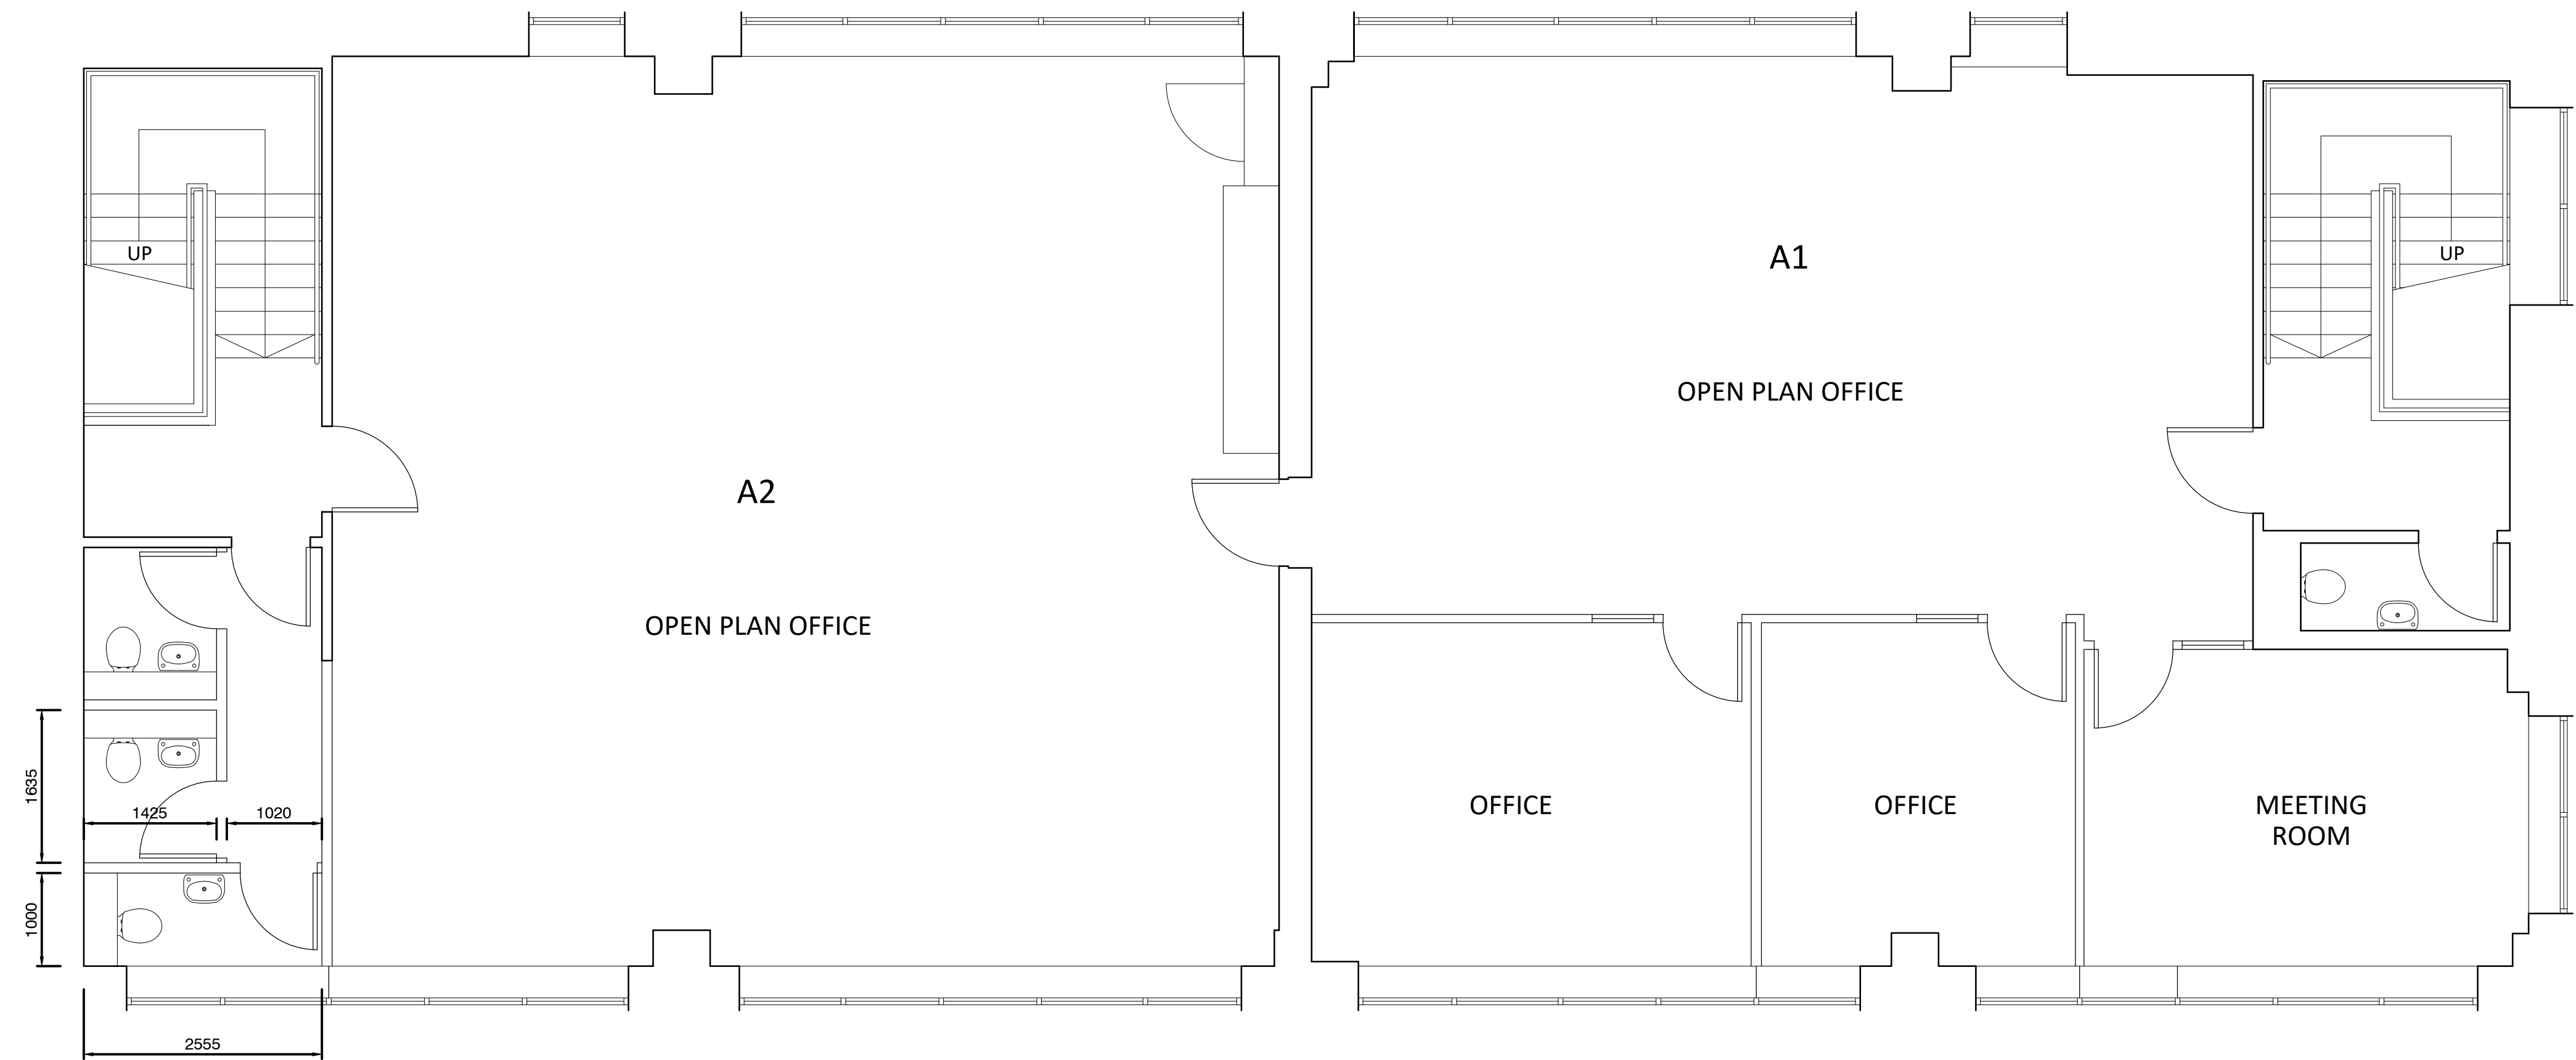 UP
A2
OPEN PLAN OFFICE
A1
OPEN PLAN OFFICE
UP
OFFICE
OFFICE
MEETING
ROOM
1635
1425
1020
1000
2555